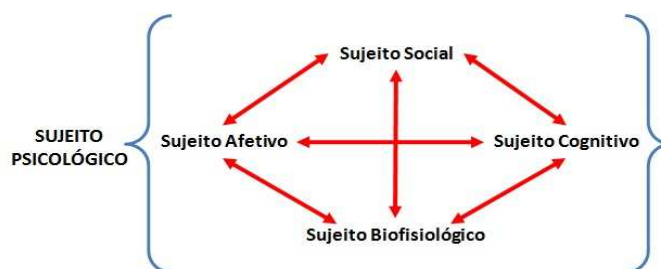 Sujeito Social
SUJEITO
PSICOLÓGICO
Sujeito Afetivo
Sujeito Cognitivo
Sujeito Biofisiológico